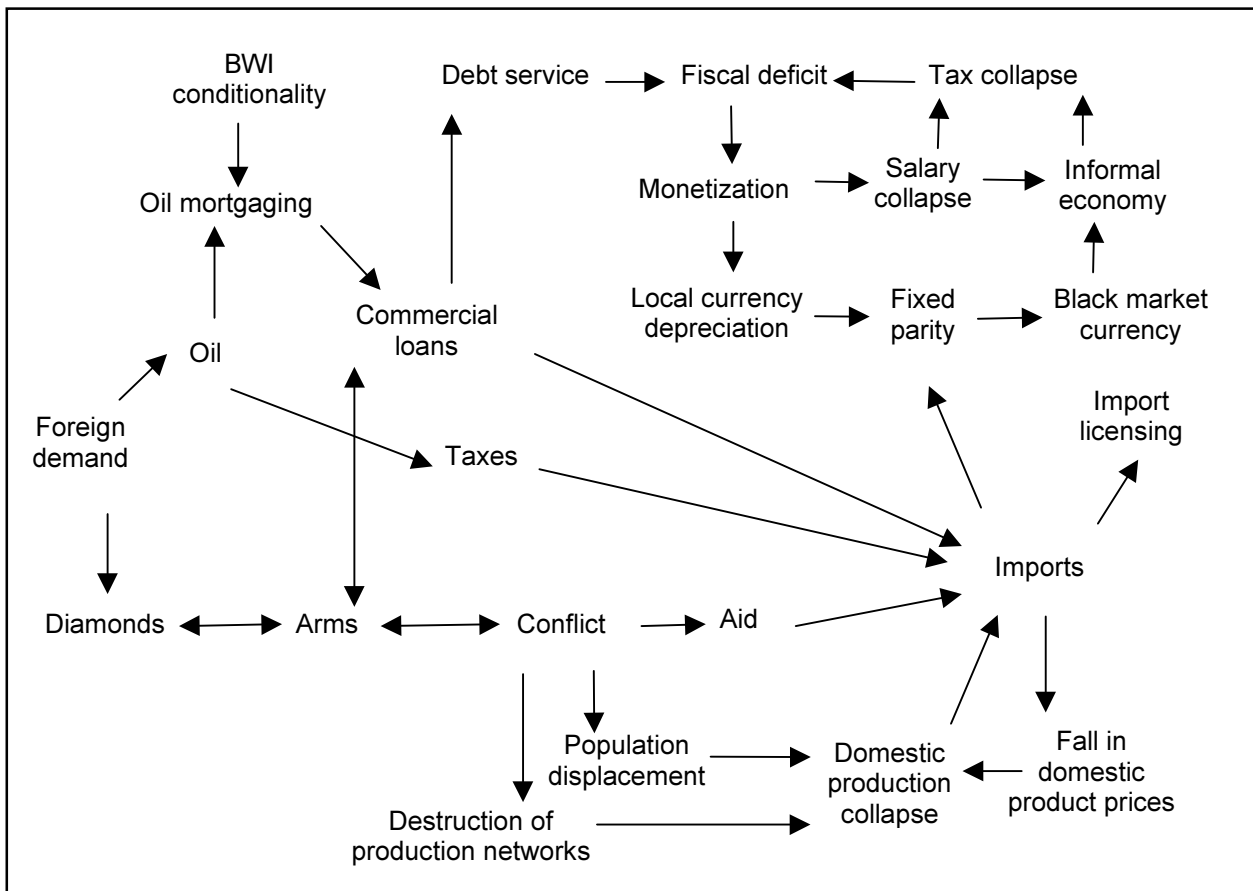 BWI
conditionality
Debt service
Fiscal deficit
Tax collapse
Oil mortgaging
Monetization
Salary
collapse
Informal
economy
Commercial
loans
Local currency
depreciation
Fixed
parity
Black market
currency
Oil
Foreign
demand
Taxes
Import
licensing
Imports
Diamonds
Arms
Conflict
Aid
Population
displacement
Domestic
production
collapse
Fall in
domestic
product prices
Destruction of
production networks